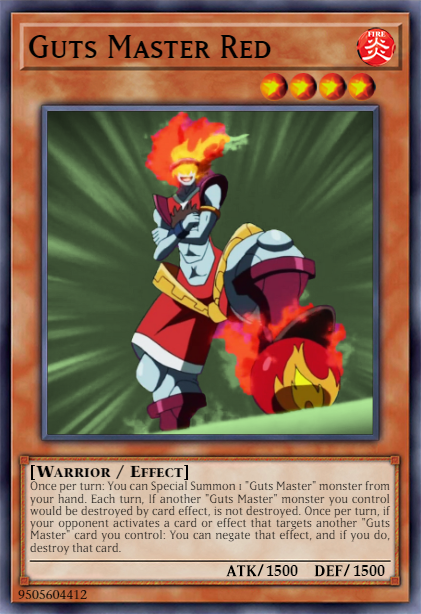 Guts Master Red
FIRE
炎
[Warrior / Effect]
Once per turn: You can Special Summon 1 "Guts Master" monster from
your hand. Each turn, If another "Guts Master" monster you control
would be destroyed by card effect, is not destroyed. Once per turn, if
your opponent activates a card or effect that targets another "Guts
Master" card you control: You can negate that effect, and if you do,
destroy that card.
ATK/1500 DEF/1500
9505604412